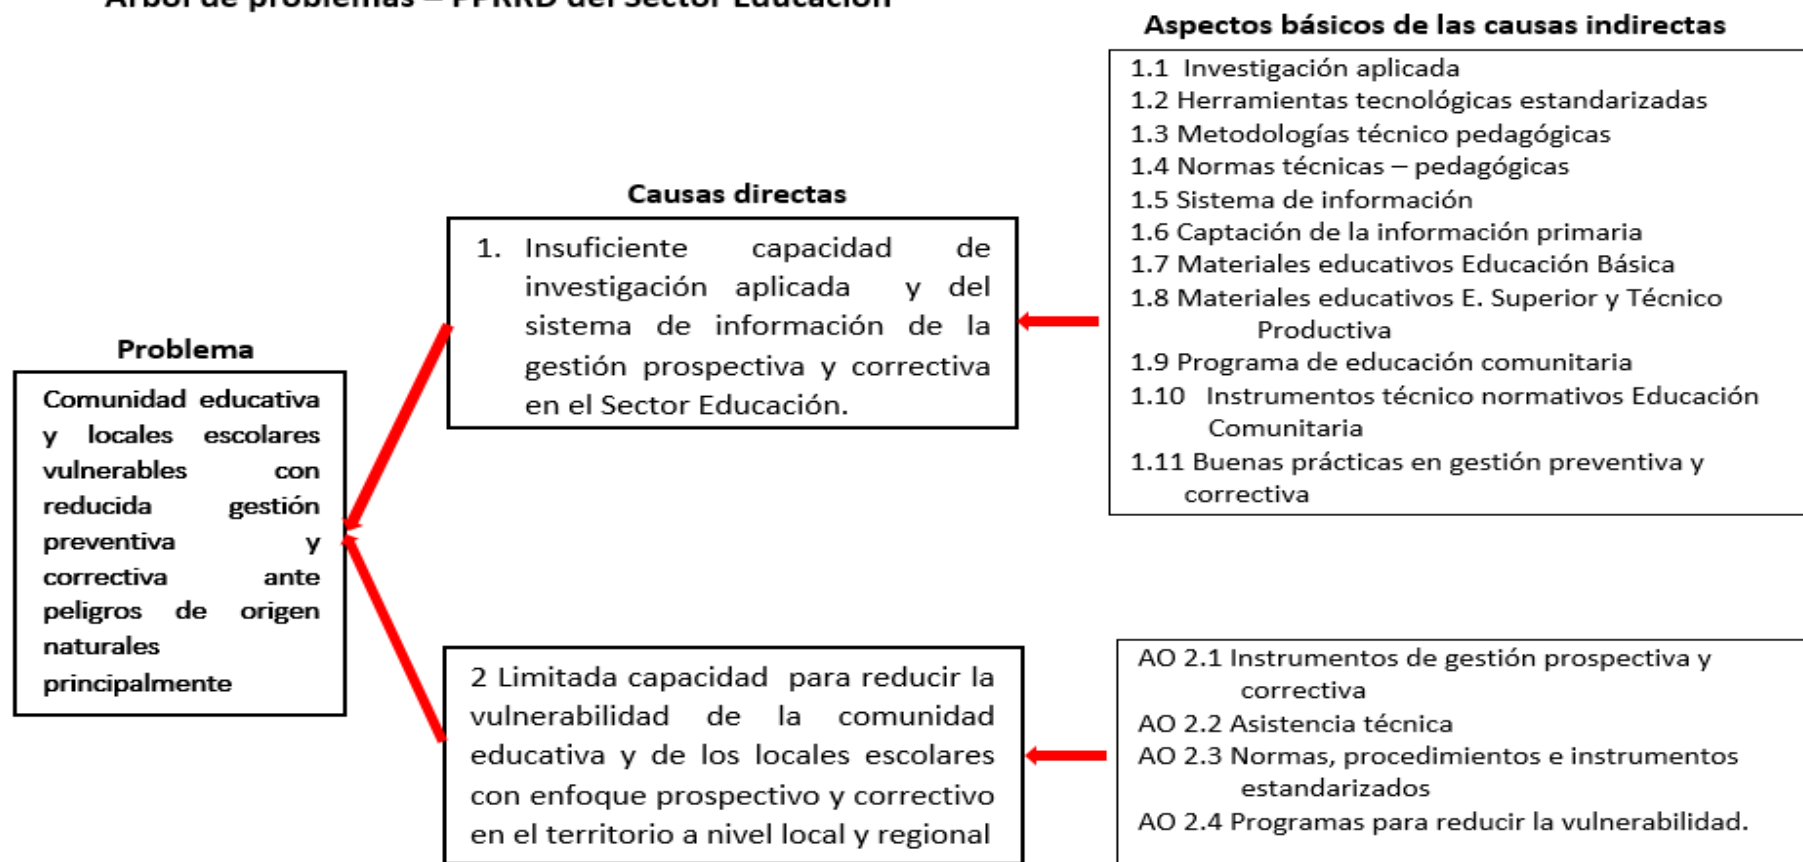 Árbol de problemas – PPRRD del Sector Educación
Aspectos básicos de las causas indirectas
1.1 Investigación aplicada
1.2 Herramientas tecnológicas estandarizadas
1.3 Metodologías técnico pedagógicas
1.4 Normas técnicas – pedagógicas
1.5 Sistema de información
1.6 Captación de la información primaria
1.7 Materiales educativos Educación Básica
1.8 Materiales educativos E. Superior y Técnico
Productiva
1.9 Programa de educación comunitaria
1.10 Instrumentos técnico normativos Educación
Comunitaria
1.11 Buenas prácticas en gestión preventiva y
correctiva
Causas directas
1. Insuficiente capacidad de
investigación aplicada y del
sistema de información de la
gestión prospectiva y correctiva
en el Sector Educación.
Problema
Comunidad educativa
y locales escolares
vulnerables con
reducida gestión
preventiva y
correctiva ante
peligros de origen
naturales
principalmente
2 Limitada capacidad para reducir la
vulnerabilidad de la comunidad
educativa y de los locales escolares
con enfoque prospectivo y correctivo
en el territorio a nivel local y regional
AO 2.1 Instrumentos de gestión prospectiva y
correctiva
AO 2.2 Asistencia técnica
AO 2.3 Normas, procedimientos e instrumentos
estandarizados
AO 2.4 Programas para reducir la vulnerabilidad.